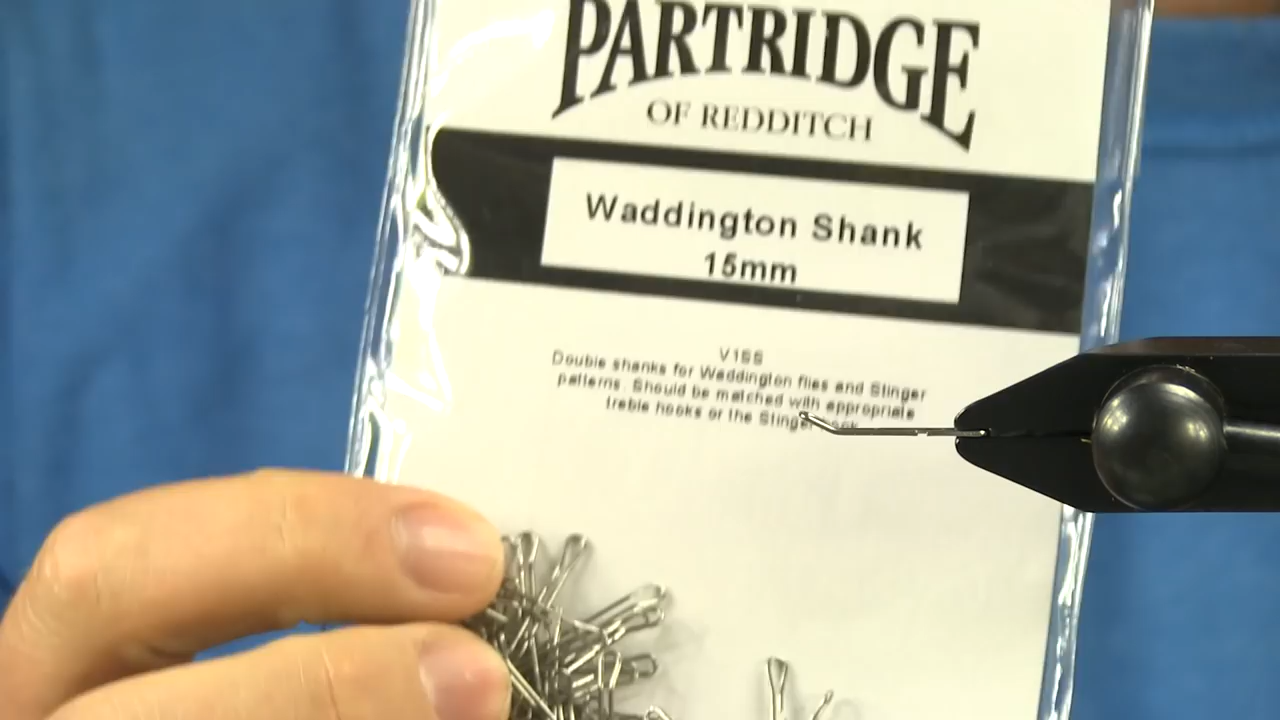 PARTRIDGE
OF REDDITCH
Waddington Shank
15mm
V1SS
Double shanks for Waddington flies and Stinger
patterns. Should be matched with appropriate
treble hooks or the Stinger